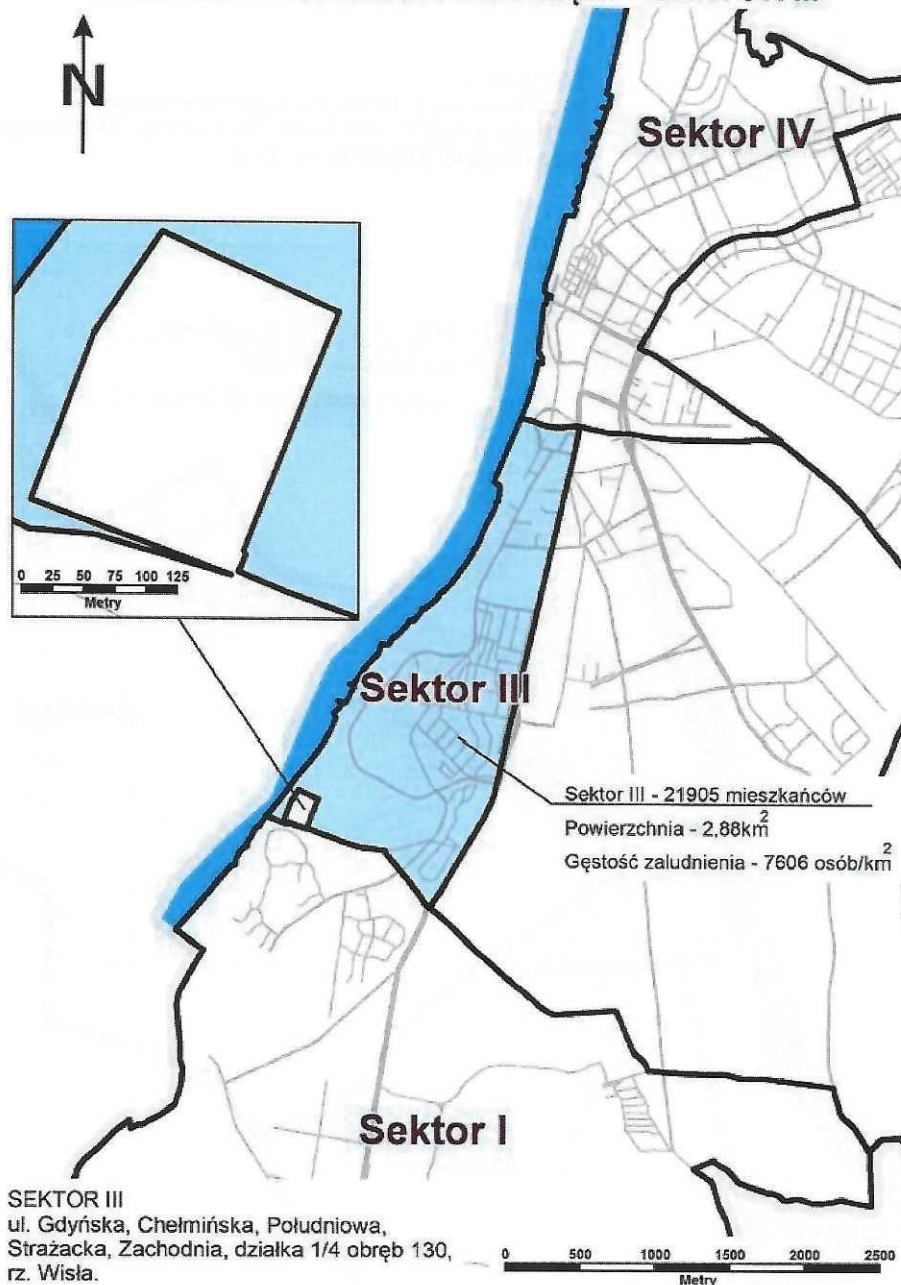 N
Sektor IV
0 25 50 75 100 125
Metry
Sektor III
Sektor III - 21905 mieszkańców
Powierzchnia - 2,88km2
Gęstość zaludnienia - 7606 osób/km2
Sektor I
SEKTOR III
ul. Gdyńska, Chełmińska, Południowa,
Strażacka, Zachodnia, działka 1/4 obręb 130,
rz. Wisła.
0 500 1000 1500 2000 2500
Metry